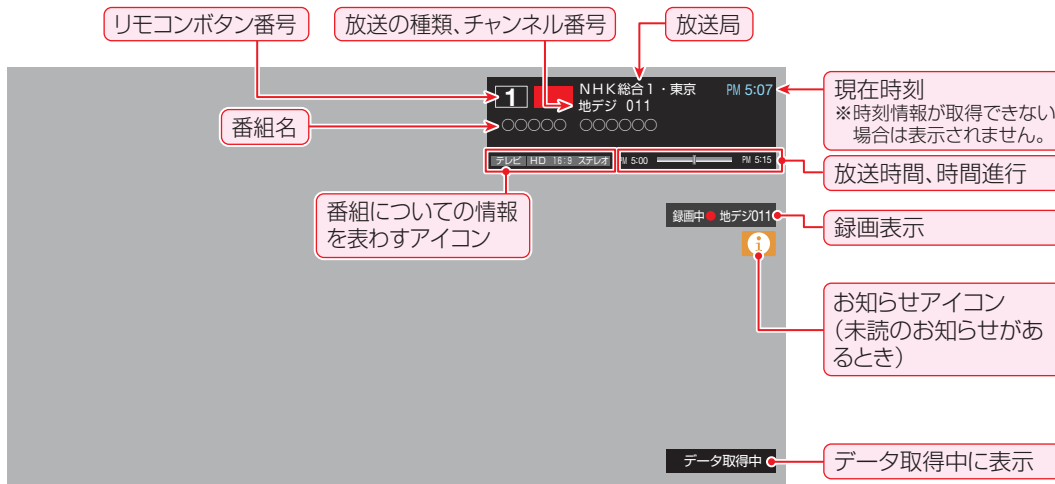 リモコンボタン番号
放送の種類、チャンネル番号
放送局
1
NHK総合1・東京
PM 5:07
地デジ 011
○○○○○ ○○○○○○
番組名
現在時刻
※時刻情報が取得できない
場合は表示されません。
テレビ HD 16:9 ステレオ
PM 5:00
PM 5:15
放送時間、時間進行
番組についての情報
を表わすアイコン
録画中●地デジ011
録画表示
i
お知らせアイコン
(未読のお知らせがあ
るとき)
データ取得中
データ取得中に表示